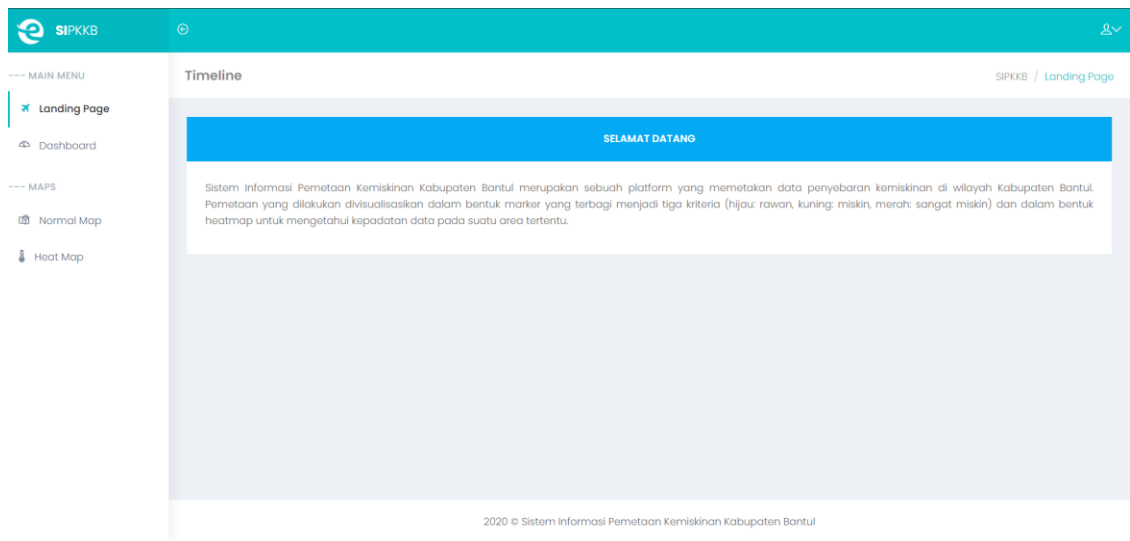 SIPKKB
--- MAIN MENU
Landing Page
Dashboard
--- MAPS
Normal Map
Heat Map
Timeline
SIPKKB / Landing Page
SELAMAT DATANG
Sistem Informasi Pemetaan Kemiskinan Kabupaten Bantul merupakan sebuah platform yang memetakan data penyebaran kemiskinan di wilayah Kabupaten Bantul.
Pemetaan yang dilakukan divisualisasikan dalam bentuk marker yang terbagi menjadi tiga kriteria (hijau: rawan, kuning: miskin, merah: sangat miskin) dan dalam bentuk
heatmap untuk mengetahui kepadatan data pada suatu area tertentu.
2020 © Sistem Informasi Pemetaan Kemiskinan Kabupaten Bantul